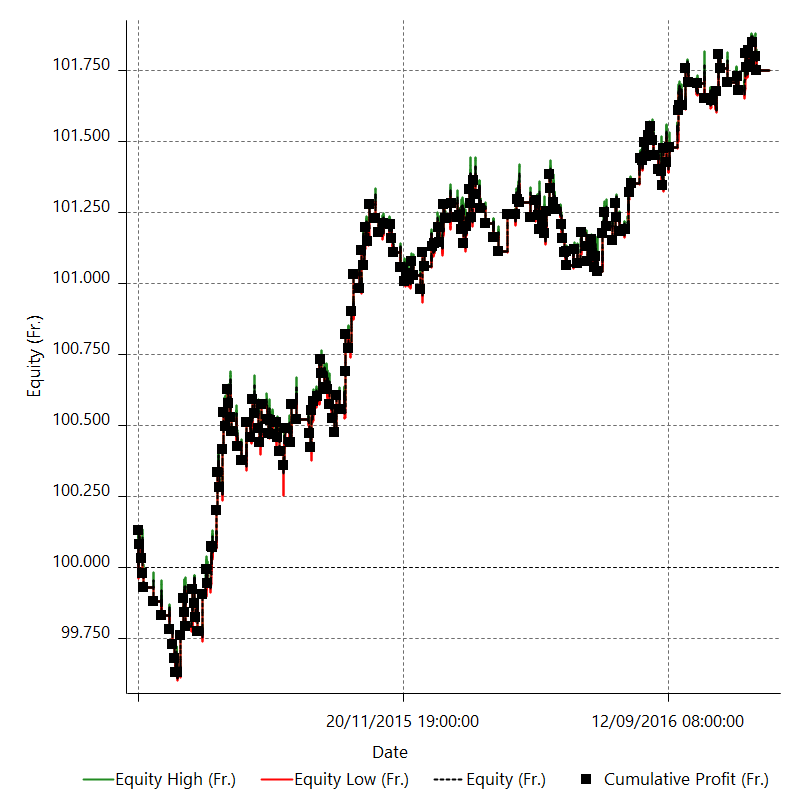 101.750
101.500
101.250
101.000
100.750
100.500
100.250
100.000
99.750
Equity (Fr.)
20/11/2015 19:00:00 12/09/2016 08:00:00
Date
Equity High (Fr.) Equity Low (Fr.) Equity (Fr.) Cumulative Profit (Fr.)